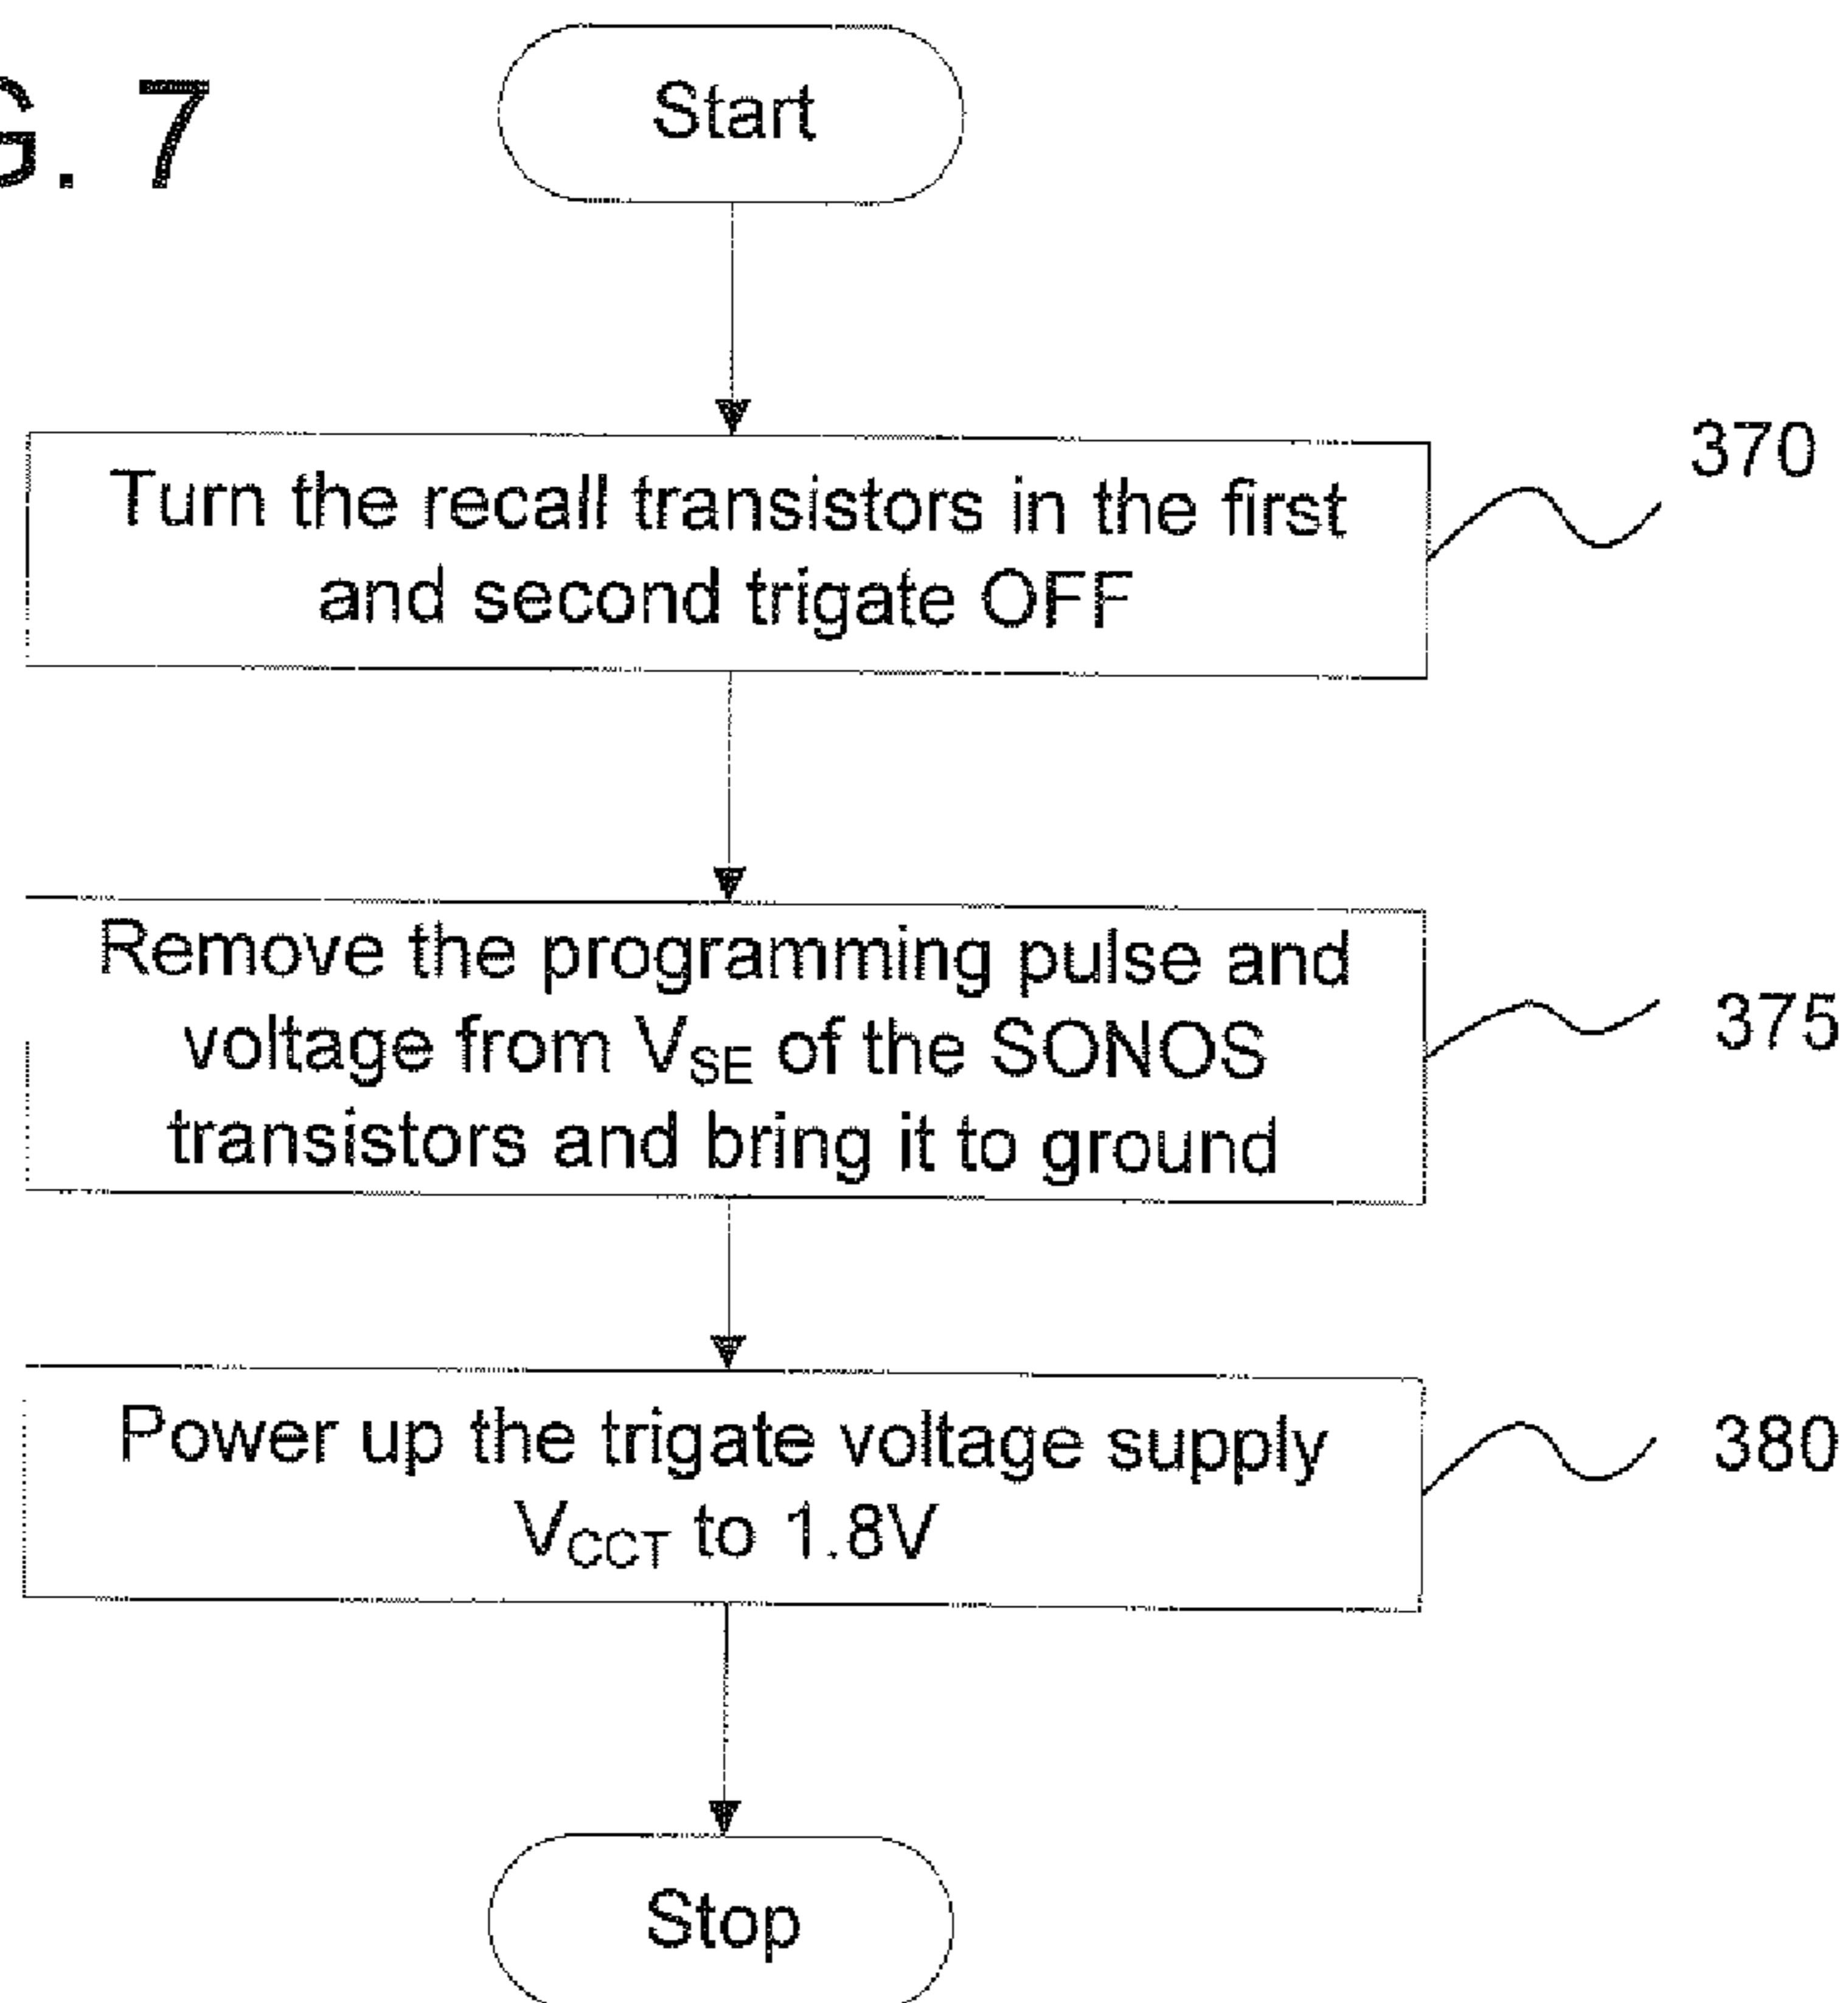 G. 7
Start
Turn the recall transistors in the first
and second trigate OFF
370
Remove the programming pulse and
voltage from VSE of the SONOS
transistors and bring it to ground
375
Power up the trigate voltage supply
VCCT to 1.8V
380
Stop